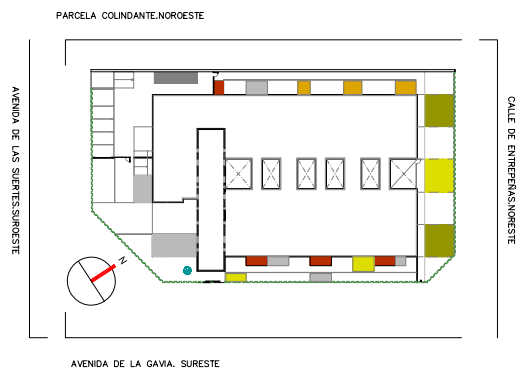 PARCELA COLINDANTE.NOROESTE
AVENIDA DE LAS SUERTES.SUROESTE
CALLE DE ENTREPEÑAS.NORESTE
N
AVENIDA DE LA GAVIA. SURESTE